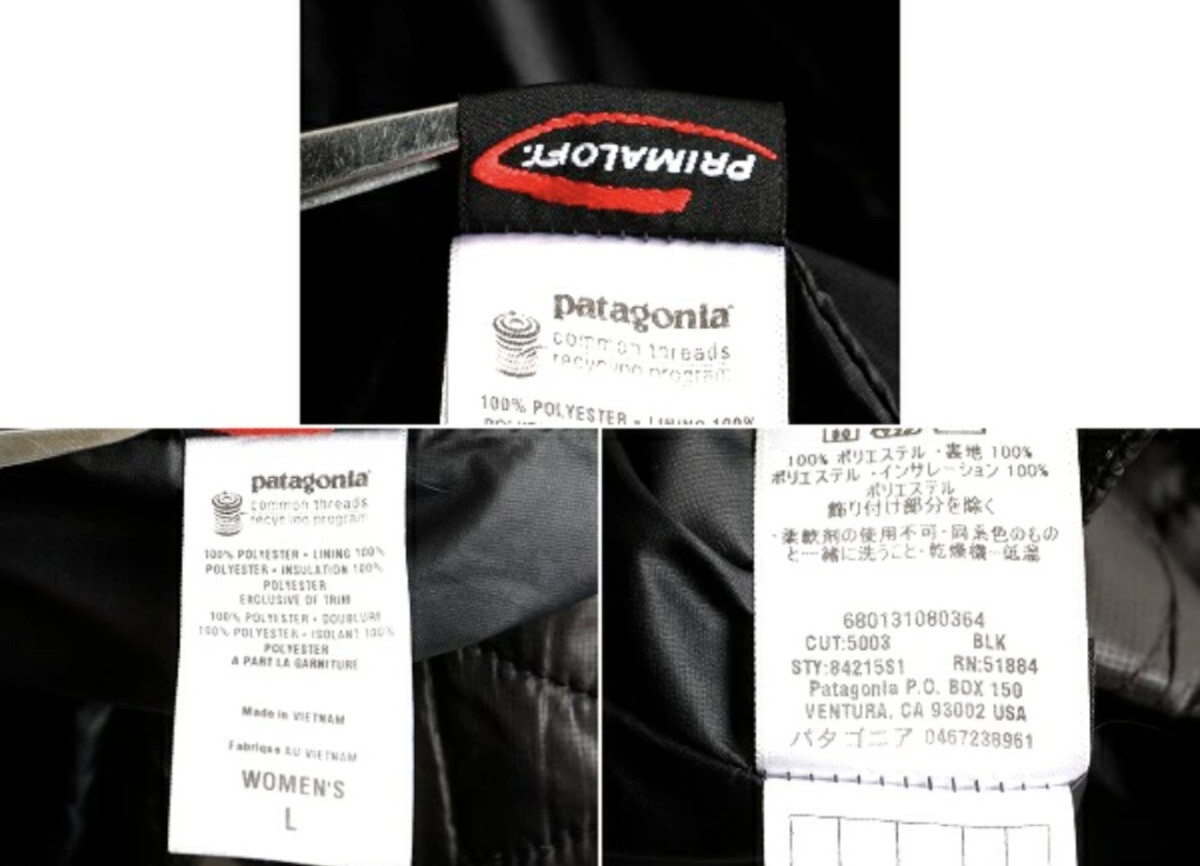 PRIMALOFT.
patagonia
common threads
recycling program
100% POLYESTER • LINING 100%
patagonia
common threads
recycling program
100% POLYESTER • LINING 100%
POLYESTER • INSULATION 100%
POLYESTER
EXCLUSIVE OF TRIM
100% POLYESTER • DOUBLURE
100% POLYESTER • ISOLANT 100%
POLYESTER
A PART LA GARNITURE
Made in VIETNAM
Fabriqué AU VIETNAM
WOMEN'S
L
100% ポリエステル ・裏地 100%
ポリエステル ・インサレーション 100%
ポリエステル
飾り付け部分を除く
・柔軟剤の使用不可・同系色のもの
と一緒に洗うこと・乾燥機−低温
680131080364
CUT:5003 BLK
STY:84215S1 RN:51884
Patagonia P.O. BOX 150
VENTURA, CA 93002 USA
パタゴニア 0467238961